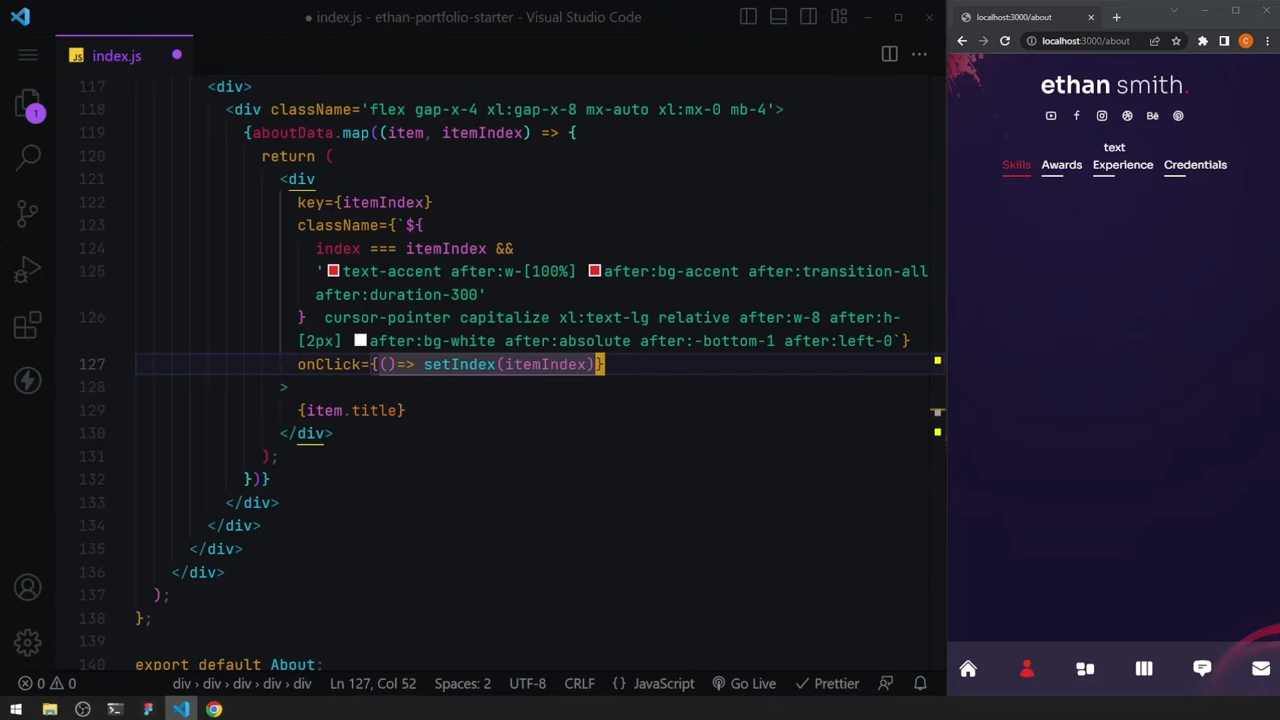 index.js - ethan-portfolio-starter - Visual Studio Code
JS index.js
1
117 <div>
118 <div className='flex gap-x-4 xl:gap-x-8 mx-auto xl:mx-0 mb-4'>
119 {aboutData.map((item, itemIndex) => {
120 return (
121 <div
122 key={itemIndex}
123 className={`${
124 index === itemIndex &&
125 'text-accent after:w-[100%] after:bg-accent after:transition-all
after:duration-300'
126 }  cursor-pointer capitalize xl:text-lg relative after:w-8 after:h-
[2px] after:bg-white after:absolute after:-bottom-1 after:left-0`}
127 onClick={()=> setIndex(itemIndex)}
128 >
129 {item.title}
130 </div>
131 );
132 })}
133 </div>
134 </div>
135 </div>
136 </div>
137 );
138 };
139
140 export default About;
0 0 div › div › div › div › div Ln 127, Col 52 Spaces: 2 UTF-8 CRLF {} JavaScript Go Live Prettier
localhost:3000/about
localhost:3000/about
C
ethan smith.
Bē
text
Skills Awards Experience Credentials